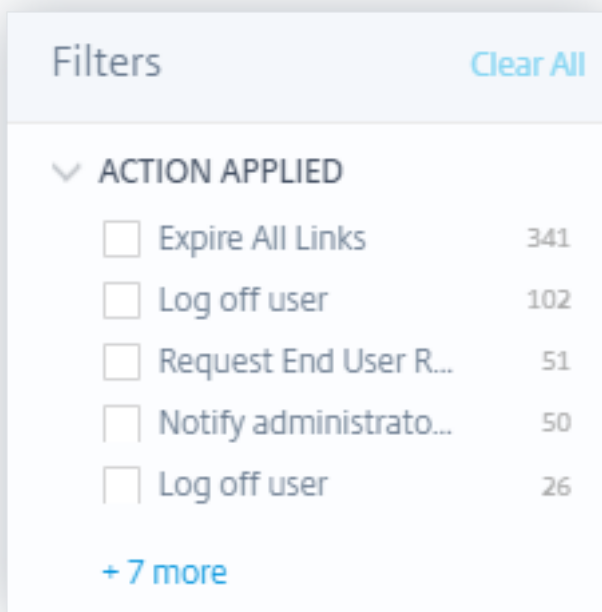 Filters Clear All
ACTION APPLIED
Expire All Links 341
Log off user 102
Request End User R... 51
Notify administrato... 50
Log off user 26
+ 7 more